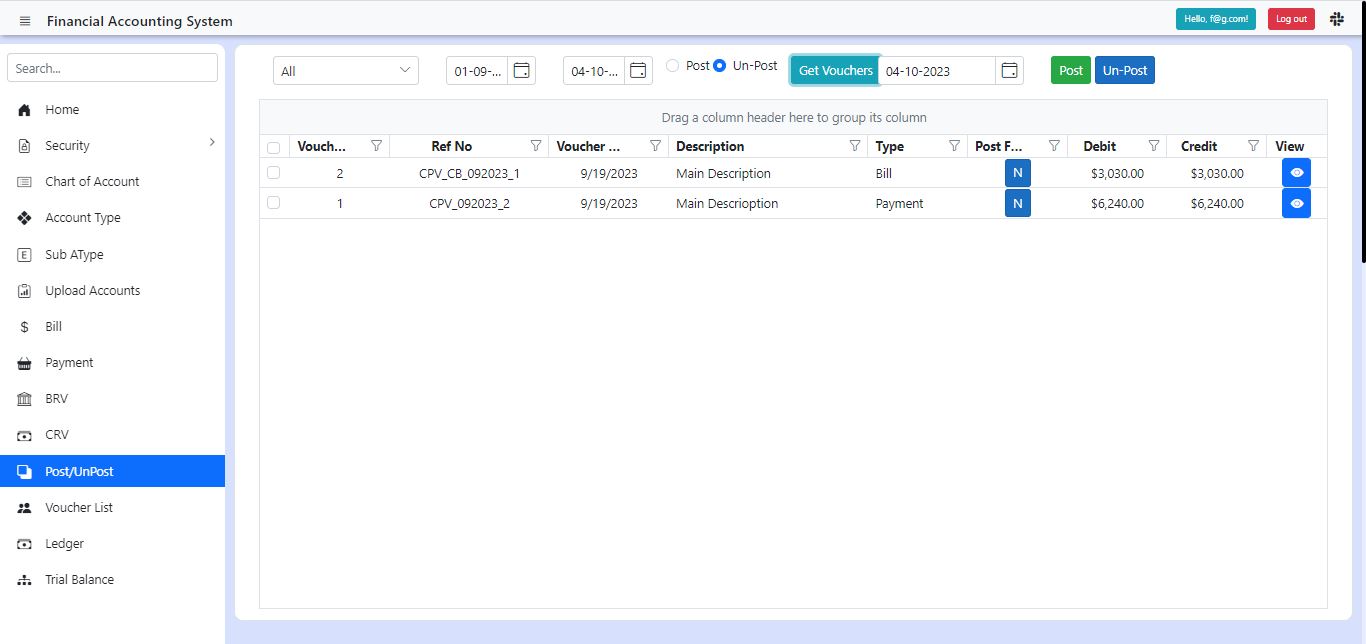 Financial Accounting System
Hello, f@g.com!
Log out
Search...
Home
Security
Chart of Account
Account Type
E
Sub AType
Upload Accounts
$
Bill
Payment
BRV
CRV
Post/UnPost
Voucher List
Ledger
Trial Balance
All
01-09-...
04-10-...
Post
Un-Post
Get Vouchers
04-10-2023
Post
Un-Post
Drag a column header here to group its column
Vouch... Ref No Voucher ... Description Type Post F... Debit Credit View
2 CPV_CB_092023_1 9/19/2023 Main Description Bill N $3,030.00 $3,030.00
1 CPV_092023_2 9/19/2023 Main Descrioption Payment N $6,240.00 $6,240.00